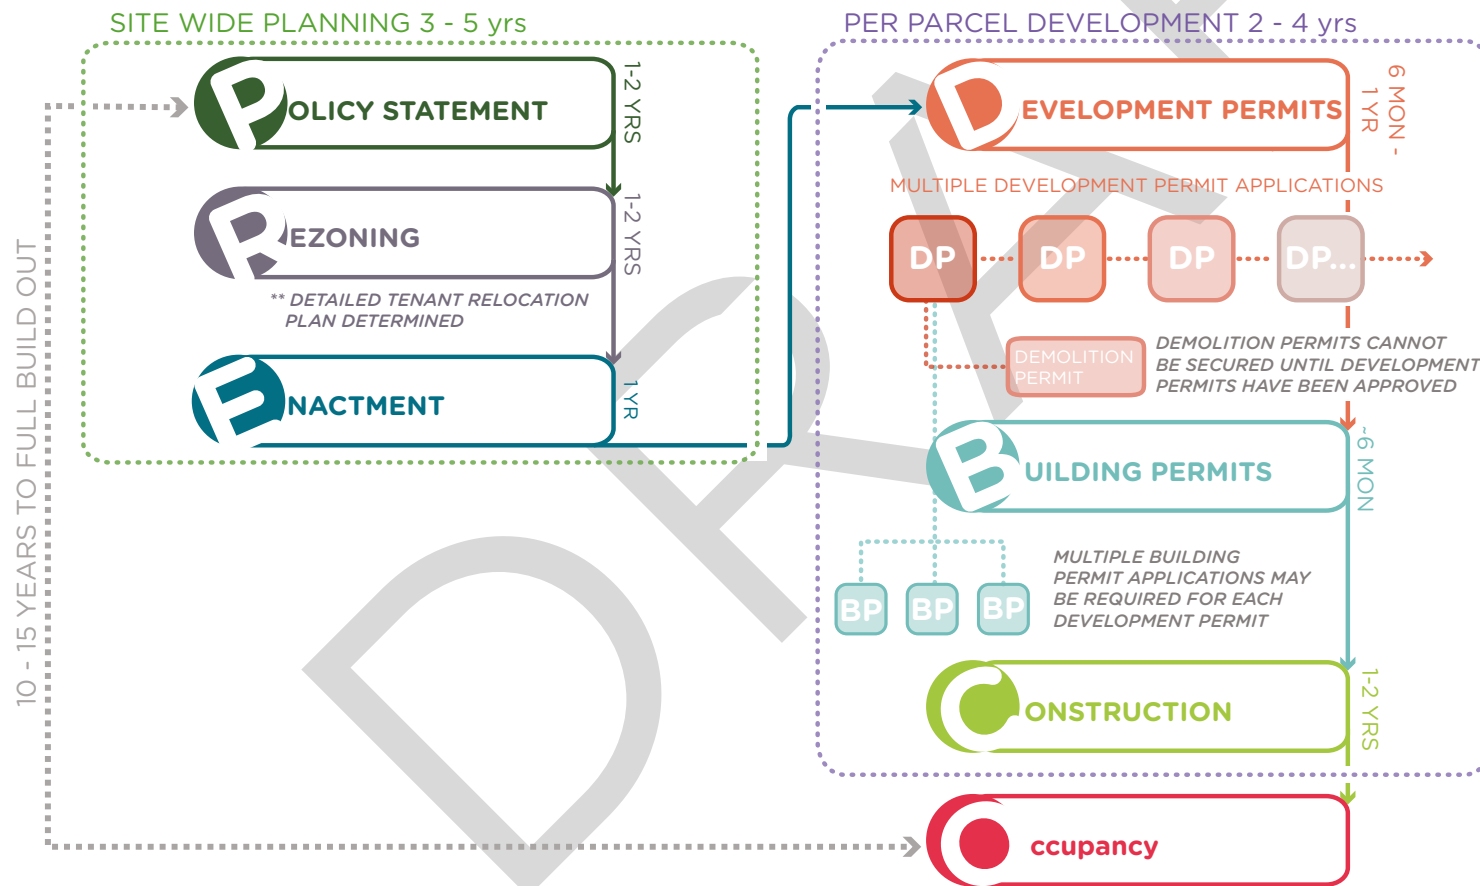 SITE WIDE PLANNING 3 - 5 yrs
POLICY STATEMENT
1-2 YRS
REZONING
1-2 YRS
** DETAILED TENANT RELOCATION
PLAN DETERMINED
ENACTMENT
1 YR
10 - 15 YEARS TO FULL BUILD OUT
PER PARCEL DEVELOPMENT 2 - 4 yrs
DEVELOPMENT PERMITS
6 MON -
1 YR
MULTIPLE DEVELOPMENT PERMIT APPLICATIONS
DP
DP
DP
DP...
DEMOLITION
PERMIT
DEMOLITION PERMITS CANNOT
BE SECURED UNTIL DEVELOPMENT
PERMITS HAVE BEEN APPROVED
BUILDING PERMITS
~6 MON
BP
BP
BP
MULTIPLE BUILDING
PERMIT APPLICATIONS MAY
BE REQUIRED FOR EACH
DEVELOPMENT PERMIT
CONSTRUCTION
1-2 YRS
Occupancy
DRAFT